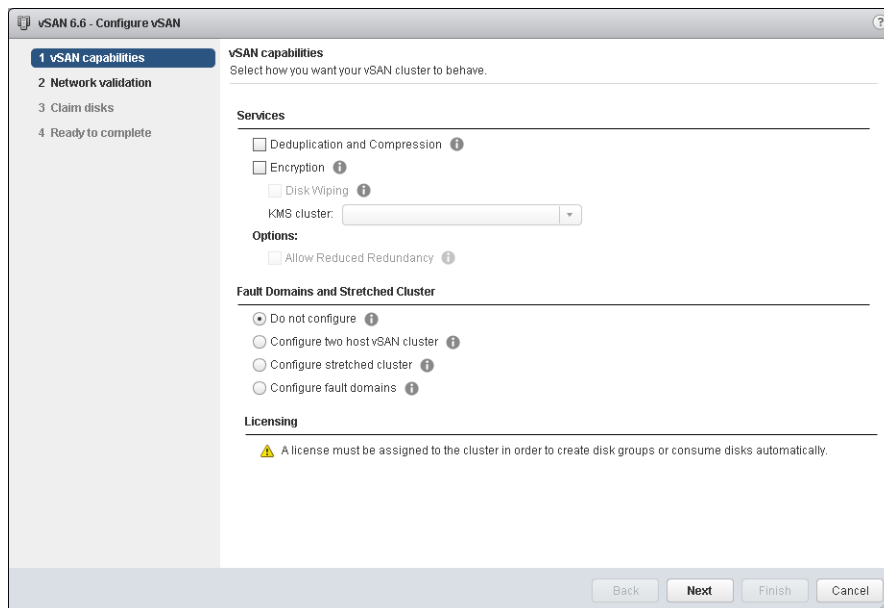 vSAN 6.6 - Configure vSAN
?
1 vSAN capabilities
2 Network validation
3 Claim disks
4 Ready to complete
vSAN capabilities
Select how you want your vSAN cluster to behave.
Services
Deduplication and Compression
Encryption
Disk Wiping
KMS cluster:
Options:
Allow Reduced Redundancy
Fault Domains and Stretched Cluster
Do not configure
Configure two host vSAN cluster
Configure stretched cluster
Configure fault domains
Licensing
A license must be assigned to the cluster in order to create disk groups or consume disks automatically.
Back Next Finish Cancel